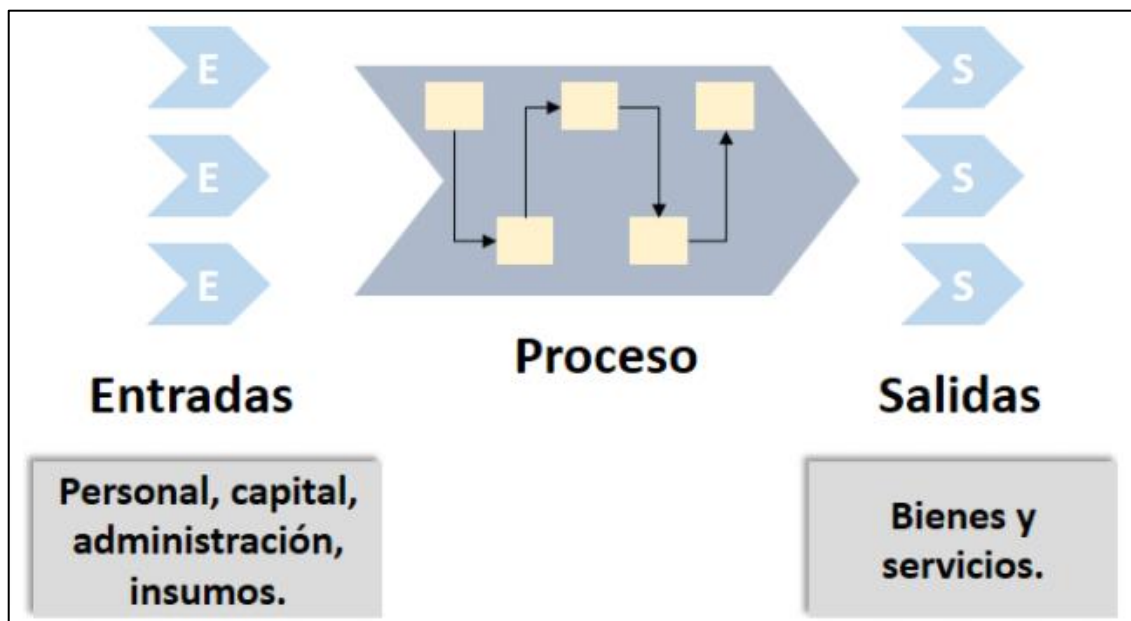 E
E
E
S
S
S
Proceso
Entradas
Salidas
Personal, capital,
administración,
insumos.
Bienes y
servicios.